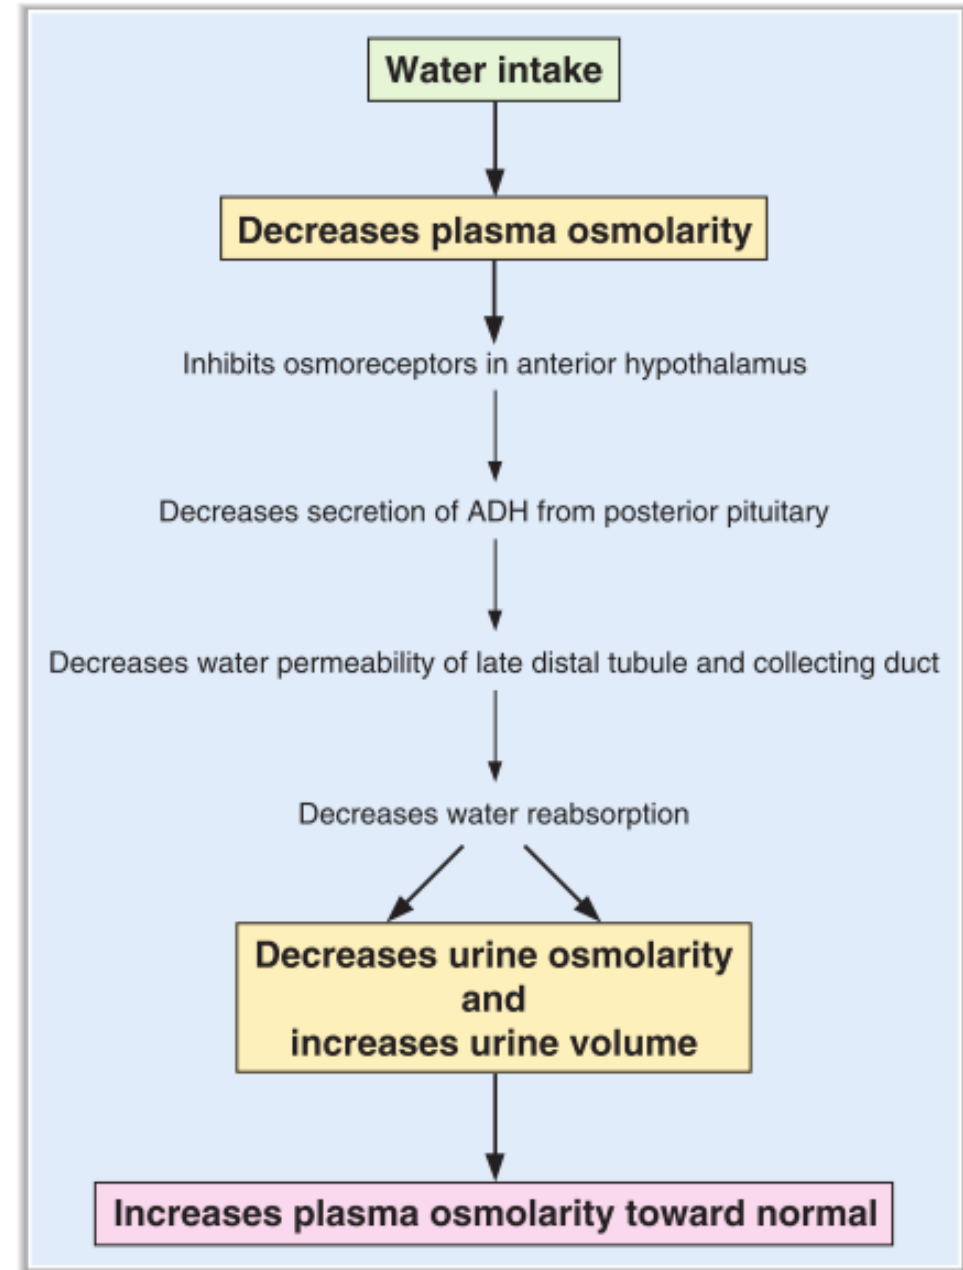 Water intake
Decreases plasma osmolarity
Inhibits osmoreceptors in anterior hypothalamus
Decreases secretion of ADH from posterior pituitary
Decreases water permeability of late distal tubule and collecting duct
Decreases water reabsorption
Decreases urine osmolarity
and
increases urine volume
Increases plasma osmolarity toward normal